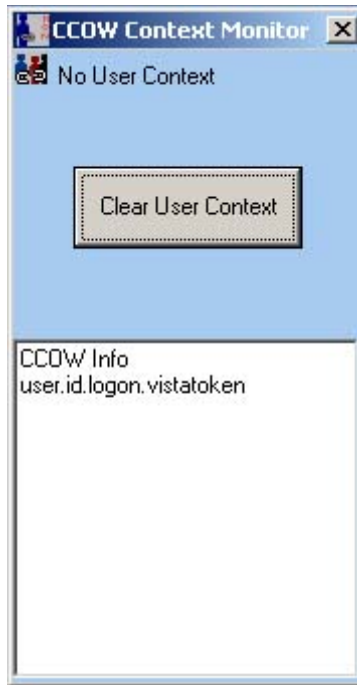 CCOW Context Monitor
No User Context
Clear User Context
CCOW Info
user.id.logon.vistatoken